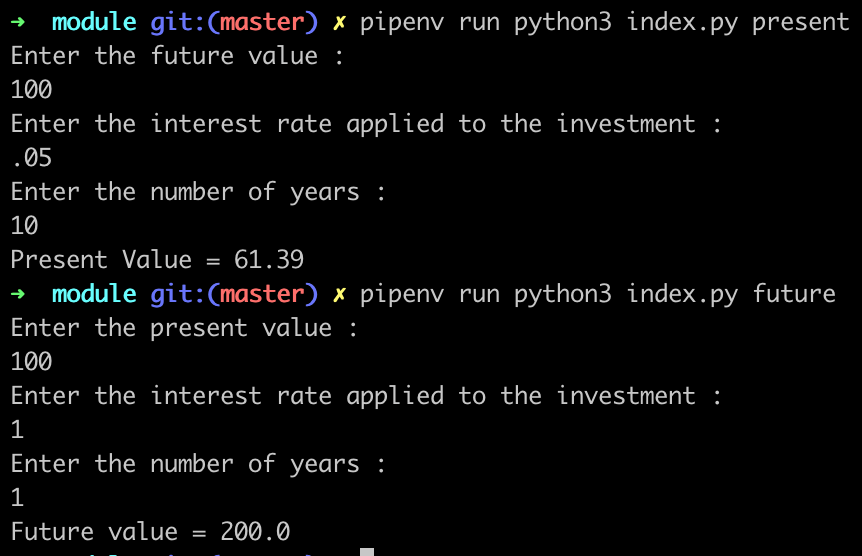 ➜  module git:(master) ✗ pipenv run python3 index.py present
Enter the future value :
100
Enter the interest rate applied to the investment :
.05
Enter the number of years :
10
Present Value = 61.39
➜  module git:(master) ✗ pipenv run python3 index.py future
Enter the present value :
100
Enter the interest rate applied to the investment :
1
Enter the number of years :
1
Future value = 200.0